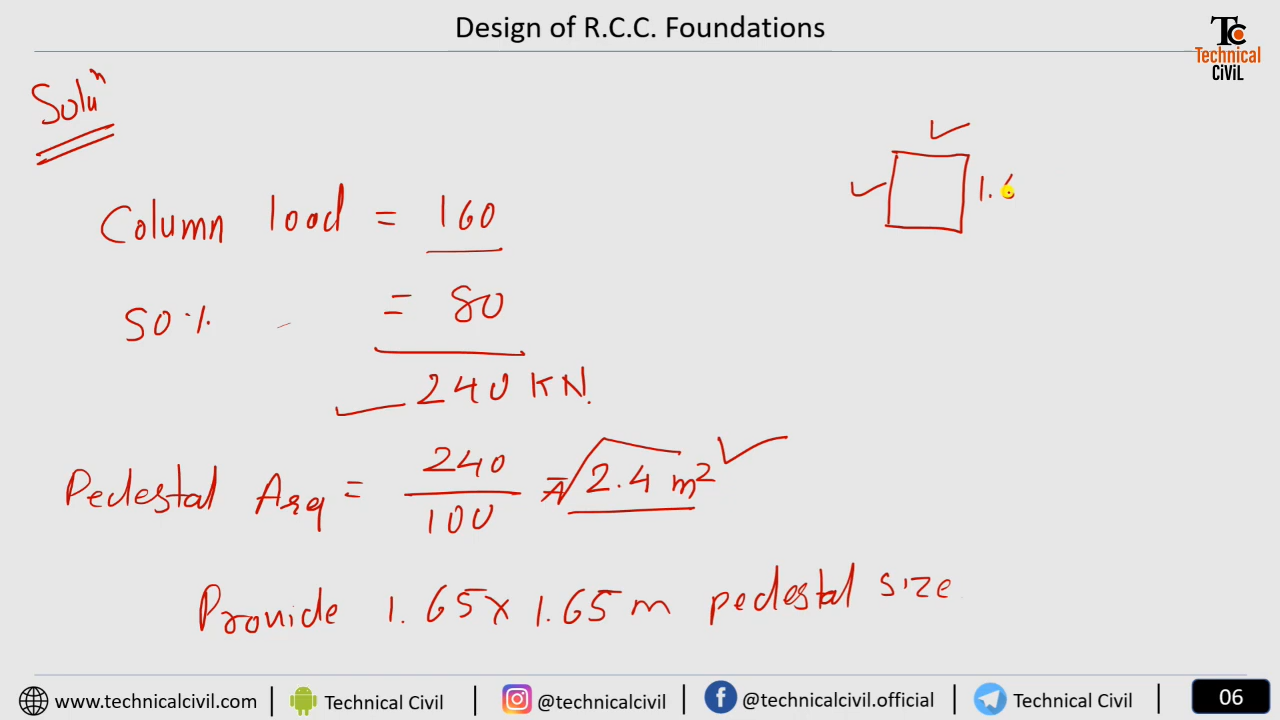 Design of R.C.C. Foundations
Tc
Technical
CiViL
Soluⁿ
1.6
Column load = 160
50 % = 80
240 KN.
Pedestal Arq = 240/100 = √2.4 m²
Provide 1.65 x 1.65 m pedestal size
www.technicalcivil.com | Technical Civil | @technicalcivil | @technicalcivil.official | Technical Civil | 06